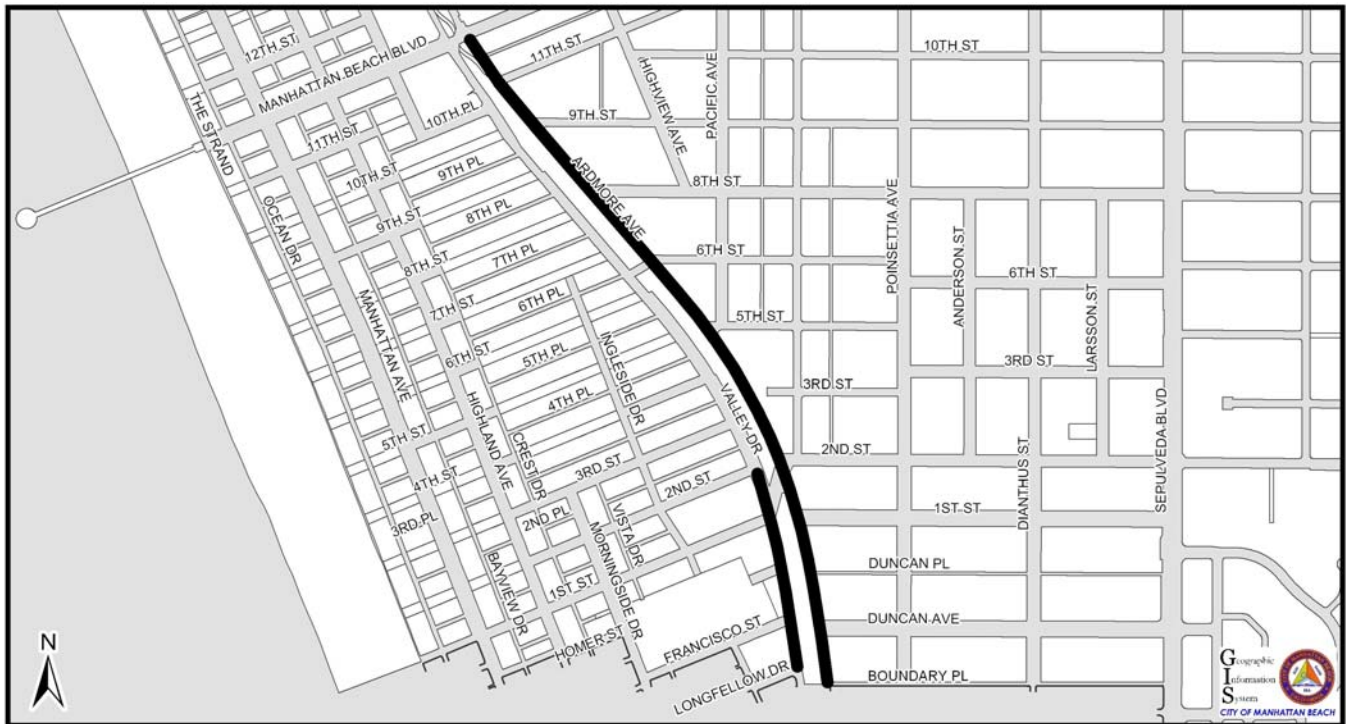 12TH ST
MANHATTAN BEACH BLVD
11TH ST
10TH ST
HIGHVIEW AVE
PACIFIC AVE
THE STRAND
10TH PL
11TH ST
9TH ST
ARDMORE AVE
10TH ST
9TH PL
8TH ST
OCEAN DR
9TH ST
8TH PL
POINSETTIA AVE
ANDERSON ST
8TH ST
7TH PL
6TH ST
6TH ST
MANHATTAN AVE
7TH ST
6TH PL
5TH ST
LARSSON ST
INGLESIDE DR
6TH ST
5TH PL
3RD ST
3RD ST
VALLEY DR
4TH PL
SEPULVEDA BLVD
5TH ST
HIGHLAND AVE
CREST DR
2ND ST
4TH ST
3RD ST
2ND ST
DIANTHUS ST
3RD PL
2ND PL
VISTA DR
1ST ST
BAYVIEW DR
MORNINGSIDE DR
1ST ST
DUNCAN PL
HOMER ST
FRANCISCO ST
DUNCAN AVE
LONGFELLOW DR
BOUNDARY PL
N
Geographic
Information
System
CITY OF MANHATTAN BEACH